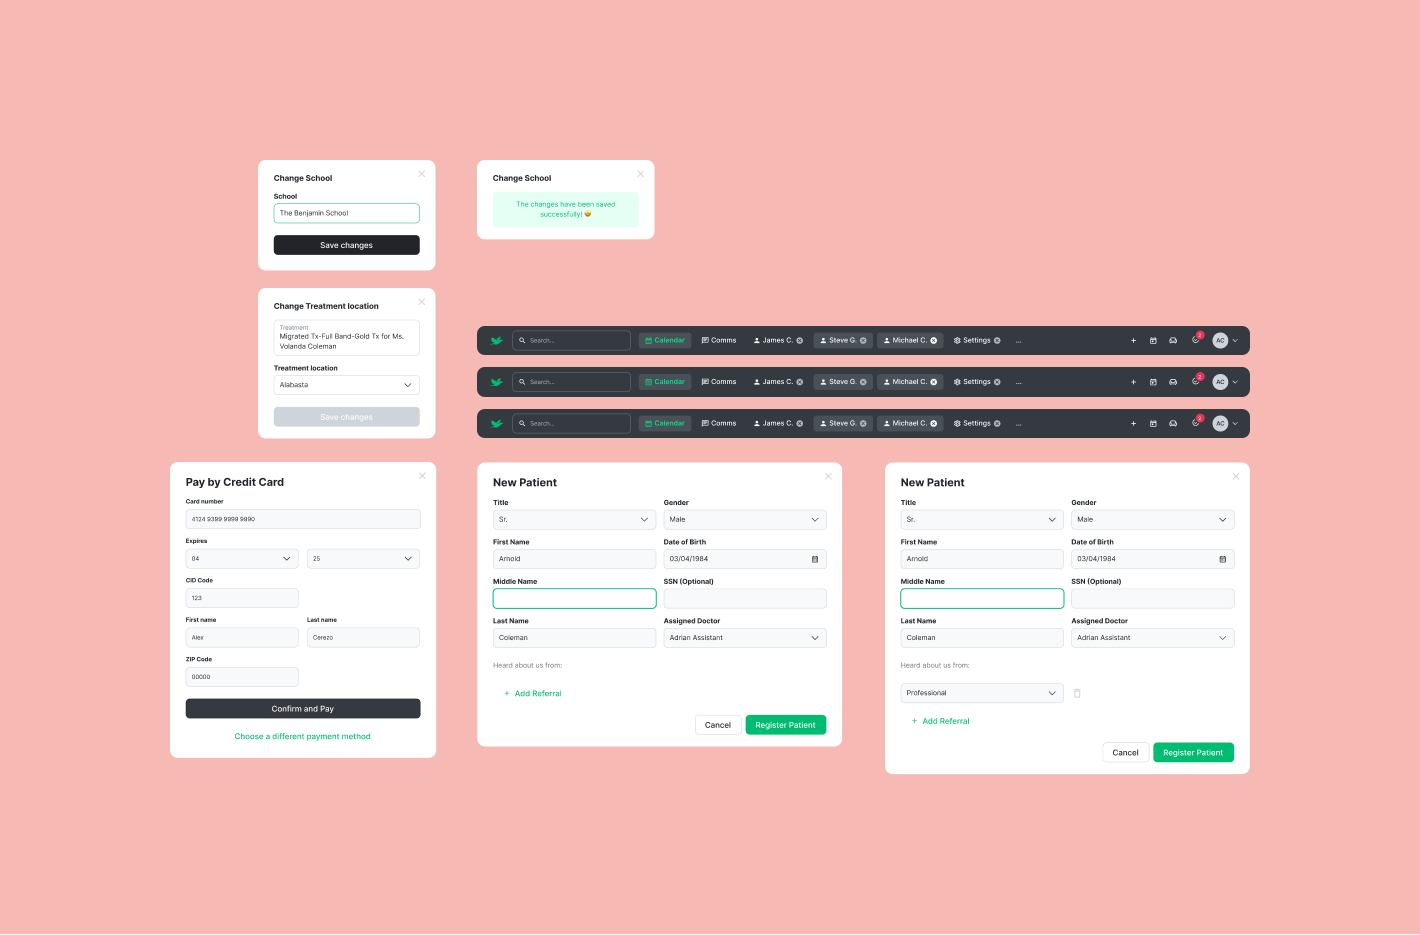 Change School
School
The Benjamin School
Save changes
Change School
The changes have been saved
successfully! 🤩
Change Treatment location
Treatment
Migrated Tx-Full Band-Gold Tx for Ms.
Volanda Coleman
Treatment location
Alabasta
Save changes
Search... Calendar Comms James C. Steve G. Michael C. Settings ... 2 AC
Search... Calendar Comms James C. Steve G. Michael C. Settings ... 2 AC
Search... Calendar Comms James C. Steve G. Michael C. Settings ... 2 AC
Pay by Credit Card
Card number
4124 9399 9999 9990
Expires
04 25
CID Code
123
First name Last name
Alex Cerezo
ZIP Code
00000
Confirm and Pay
Choose a different payment method
New Patient
Title Gender
Sr. Male
First Name Date of Birth
Arnold 03/04/1984
Middle Name SSN (Optional)
Last Name Assigned Doctor
Coleman Adrian Assistant
Heard about us from:
+ Add Referral
Cancel Register Patient
New Patient
Title Gender
Sr. Male
First Name Date of Birth
Arnold 03/04/1984
Middle Name SSN (Optional)
Last Name Assigned Doctor
Coleman Adrian Assistant
Heard about us from:
Professional
+ Add Referral
Cancel Register Patient